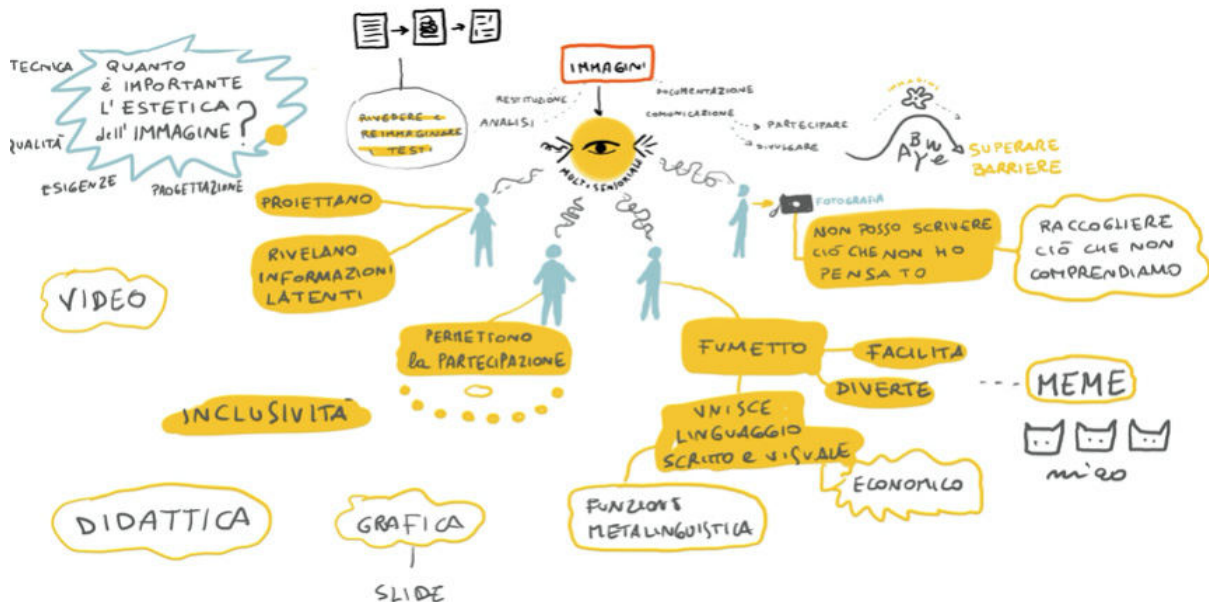 TECNICA
QUANTO
è IMPORTANTE
L'ESTETICA
dell'IMMAGINE?
QUALITÀ
ESIGENZE
PROGETTAZIONE
RIVEDERE e
REIMMAGINARE
I TESTI
IMMAGINI
RESTITUZIONE
ANALISI
DOCUMENTAZIONE
COMUNICAZIONE
PARTECIPARE
DIVULGARE
MULTISENSORIALI
IMMAGINI
SUPERARE
BARRIERE
PROIETTANO
RIVELANO
INFORMAZIONI
LATENTI
FOTOGRAFIA
NON POSSO SCRIVERE
CIÒ CHE NON HO
PENSATO
RACCOGLIERE
CIÒ CHE NON
COMPRENDIAMO
VIDEO
PERMETTONO
la PARTECIPAZIONE
FUMETTO
FACILITA
DIVERTE
MEME
INCLUSIVITÀ
UNISCE
LINGUAGGIO
SCRITTO e VISUALE
ECONOMICO
FUNZIONE
METALINGUISTICA
DIDATTICA
GRAFICA
SLIDE